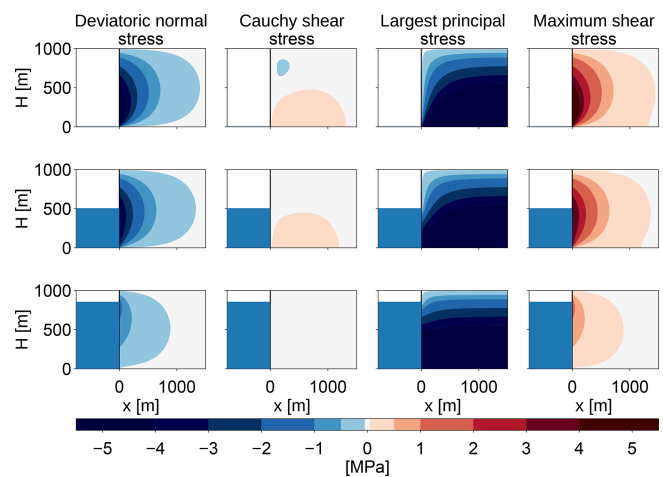 Deviatoric normal stress
Cauchy shear stress
Largest principal stress
Maximum shear stress
H [m]
1000
500
0
H [m]
1000
500
0
H [m]
1000
500
0
0 1000
0 1000
0 1000
0 1000
x [m]
x [m]
x [m]
x [m]
−5 −4 −3 −2 −1 0 1 2 3 4 5
[MPa]